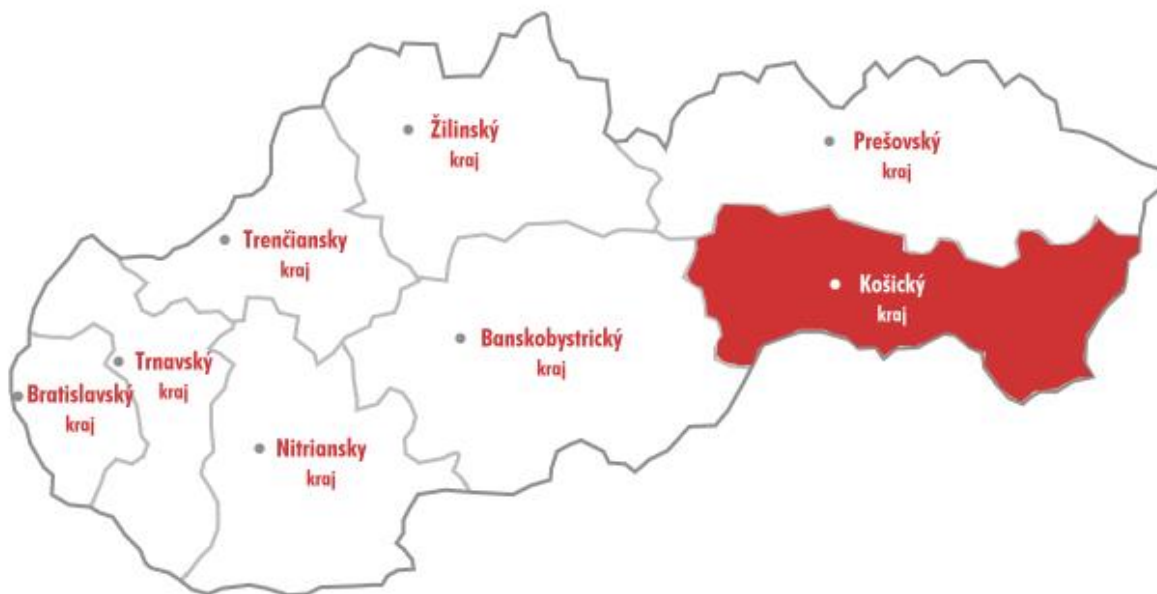 Žilinský
kraj
Prešovský
kraj
Trenčiansky
kraj
Košický
kraj
Banskobystrický
kraj
Trnavský
kraj
Bratislavský
kraj
Nitriansky
kraj